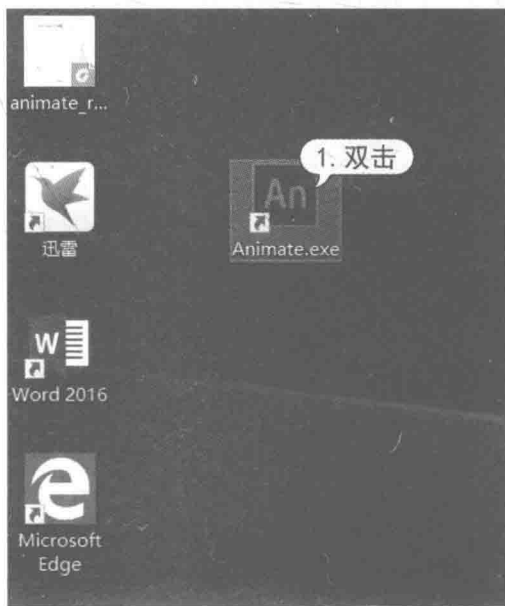 animate_r...
1. 双击
An
Animate.exe
迅雷
W
Word 2016
Microsoft
Edge